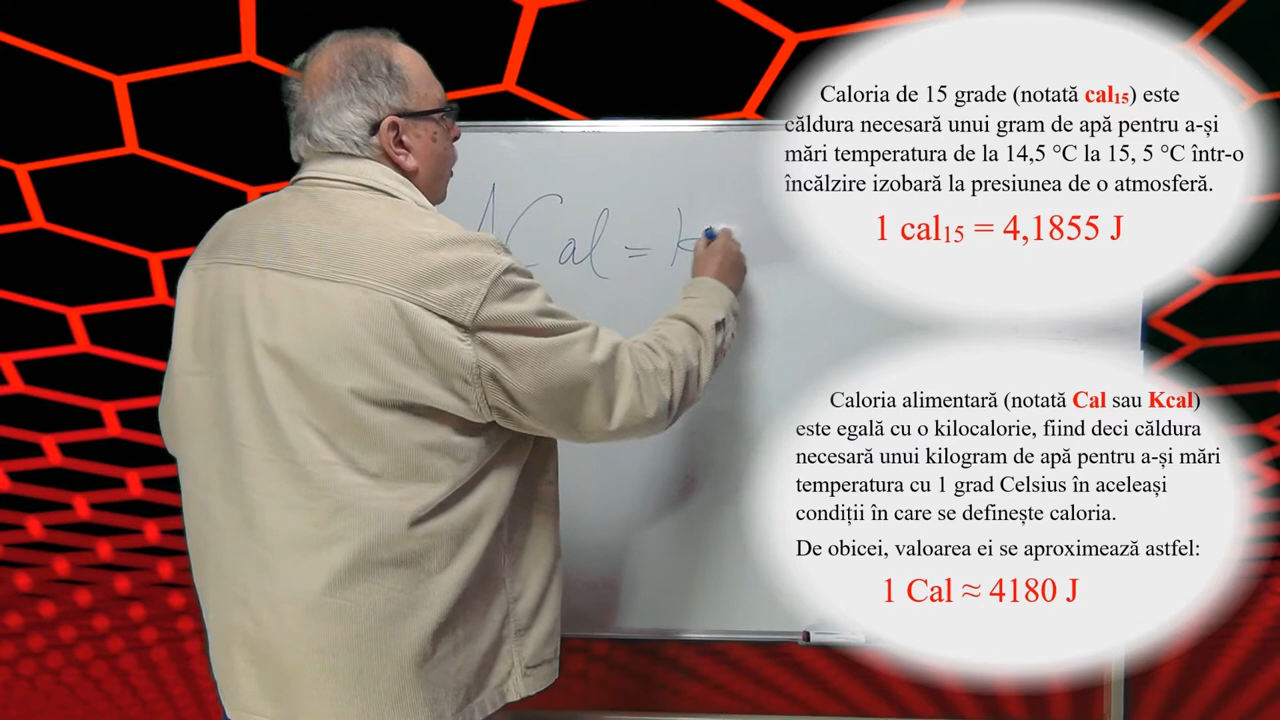 Cal = k
Caloria de 15 grade (notată cal₁₅) este
căldura necesară unui gram de apă pentru a-și
mări temperatura de la 14,5 °C la 15, 5 °C într-o
încălzire izobară la presiunea de o atmosferă.
1 cal₁₅ = 4,1855 J
Caloria alimentară (notată Cal sau Kcal)
este egală cu o kilocalorie, fiind deci căldura
necesară unui kilogram de apă pentru a-și mări
temperatura cu 1 grad Celsius în aceleași
condiții în care se definește caloria.
De obicei, valoarea ei se aproximează astfel:
1 Cal ≈ 4180 J